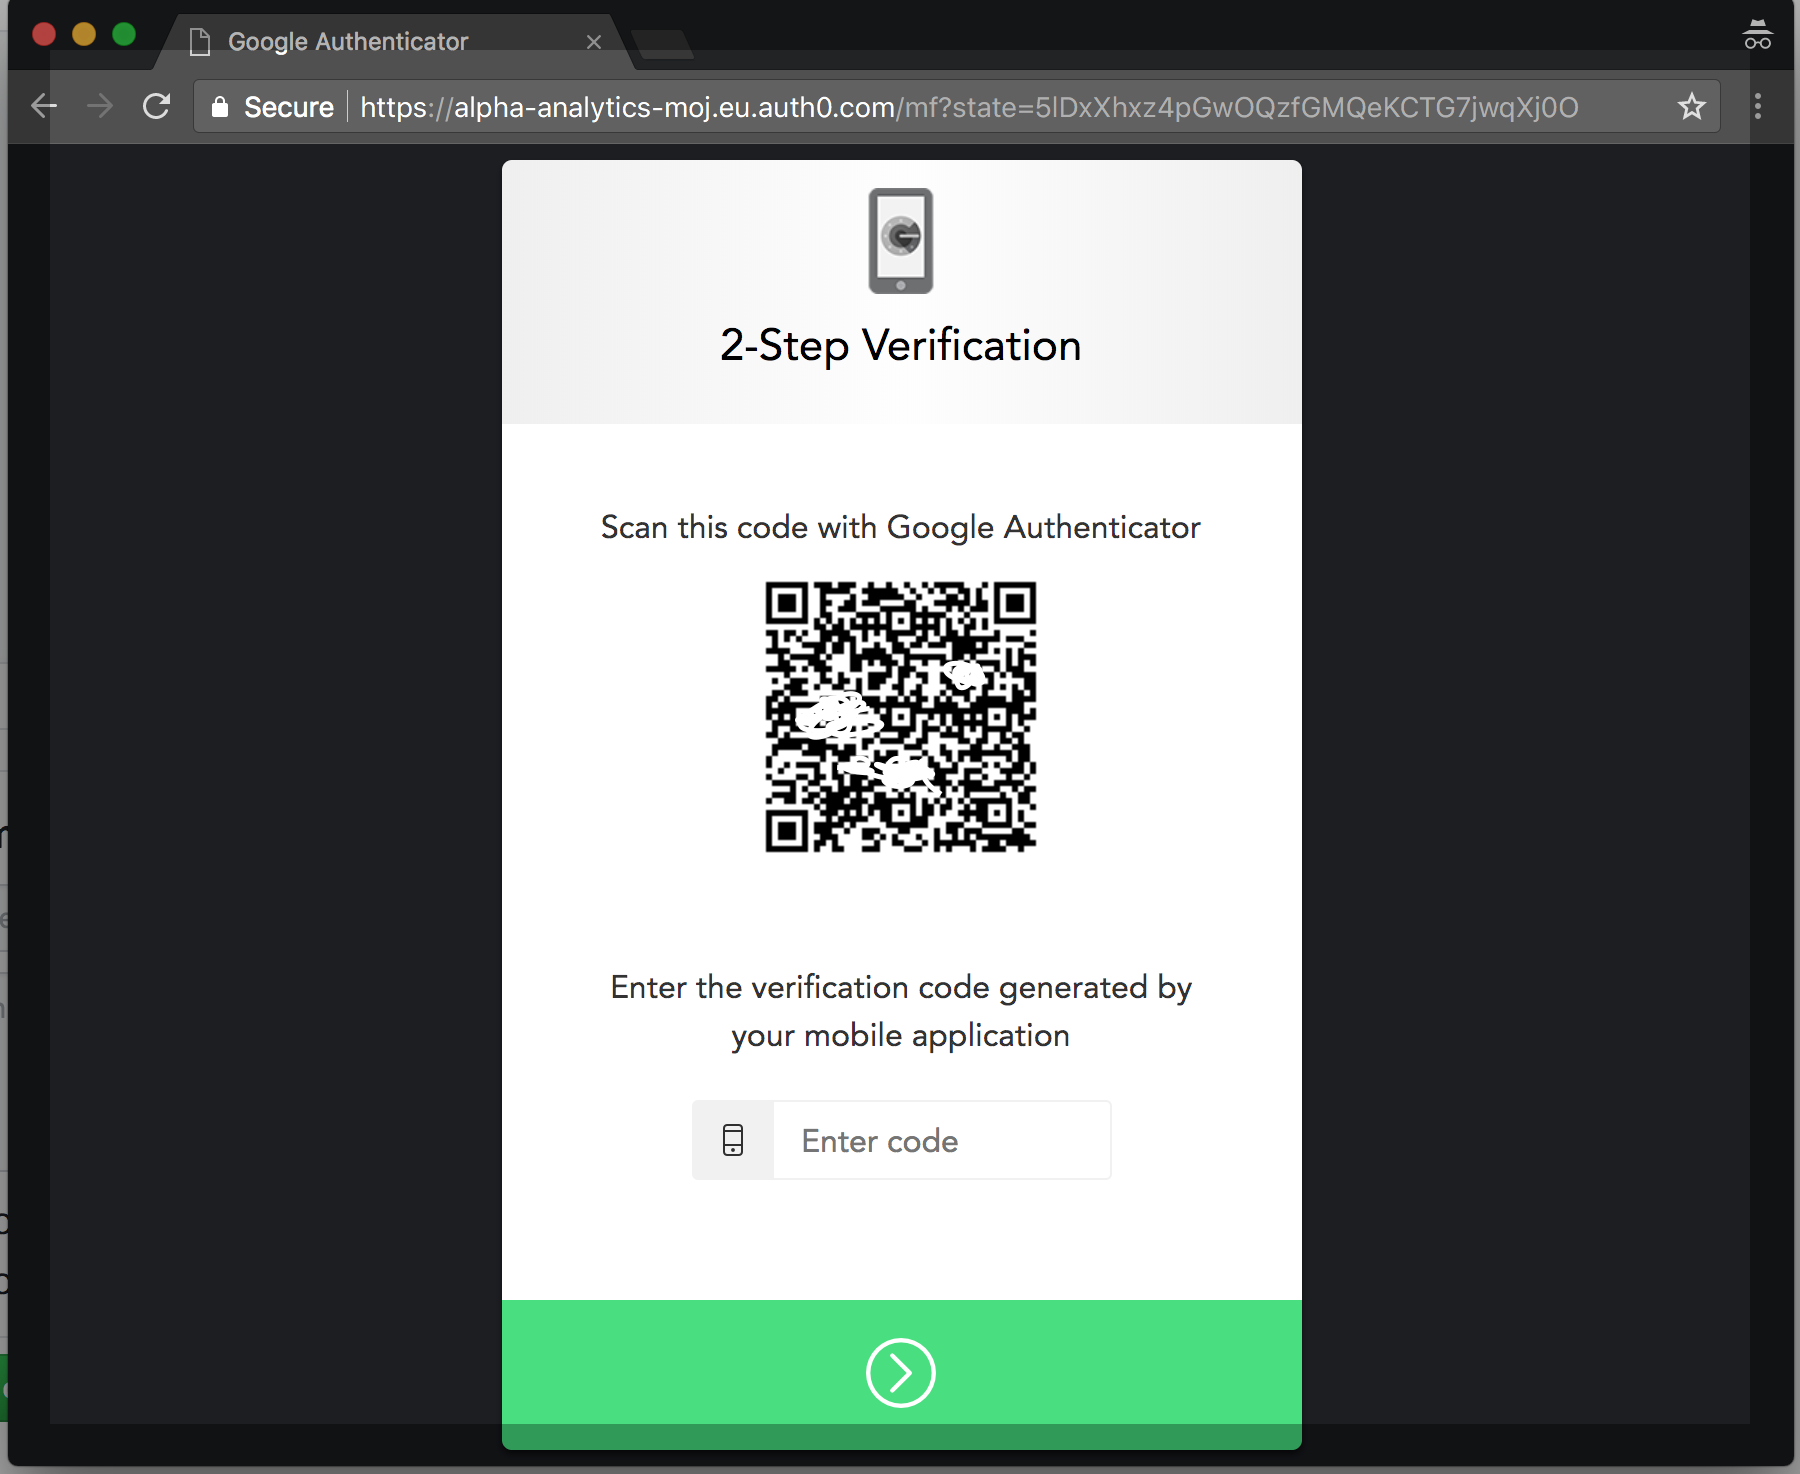 Google Authenticator
Secure https://alpha-analytics-moj.eu.auth0.com/mf?state=5lDxXhxz4pGwOQzfGMQeKCTG7jwqXj0O
2-Step Verification
Scan this code with Google Authenticator
Enter the verification code generated by
your mobile application
Enter code